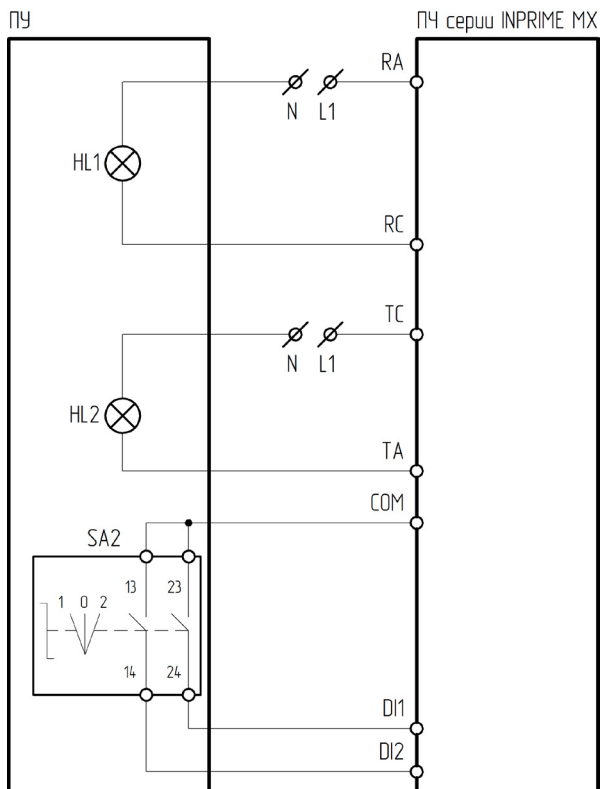 ПУ
ПЧ серии INPRIME MX
RA
N L1
HL1
RC
TC
N L1
HL2
TA
COM
SA2
13 23
1 0 2
14 24
DI1
DI2